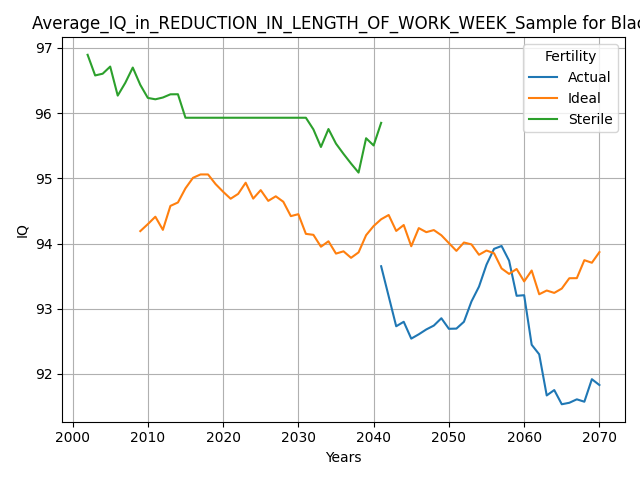 Average_IQ_in_REDUCTION_IN_LENGTH_OF_WORK_WEEK_Sample for Blac
97
96
95
94
93
92
IQ
Fertility
Actual
Ideal
Sterile
2000 2010 2020 2030 2040 2050 2060 2070
Years